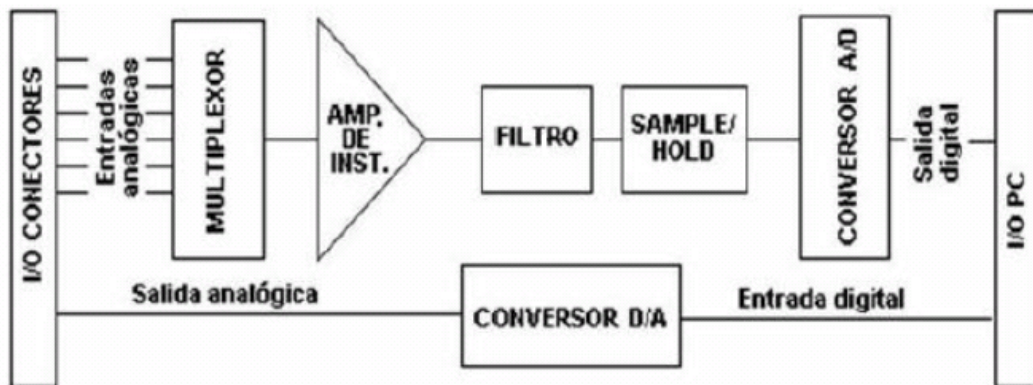 I/O CONECTORES
Entradas
analógicas
MULTIPLEXOR
AMP.
DE
INST.
FILTRO
SAMPLE/
HOLD
CONVERSOR A/D
Salida
digital
I/O PC
Salida analógica
CONVERSOR D/A
Entrada digital